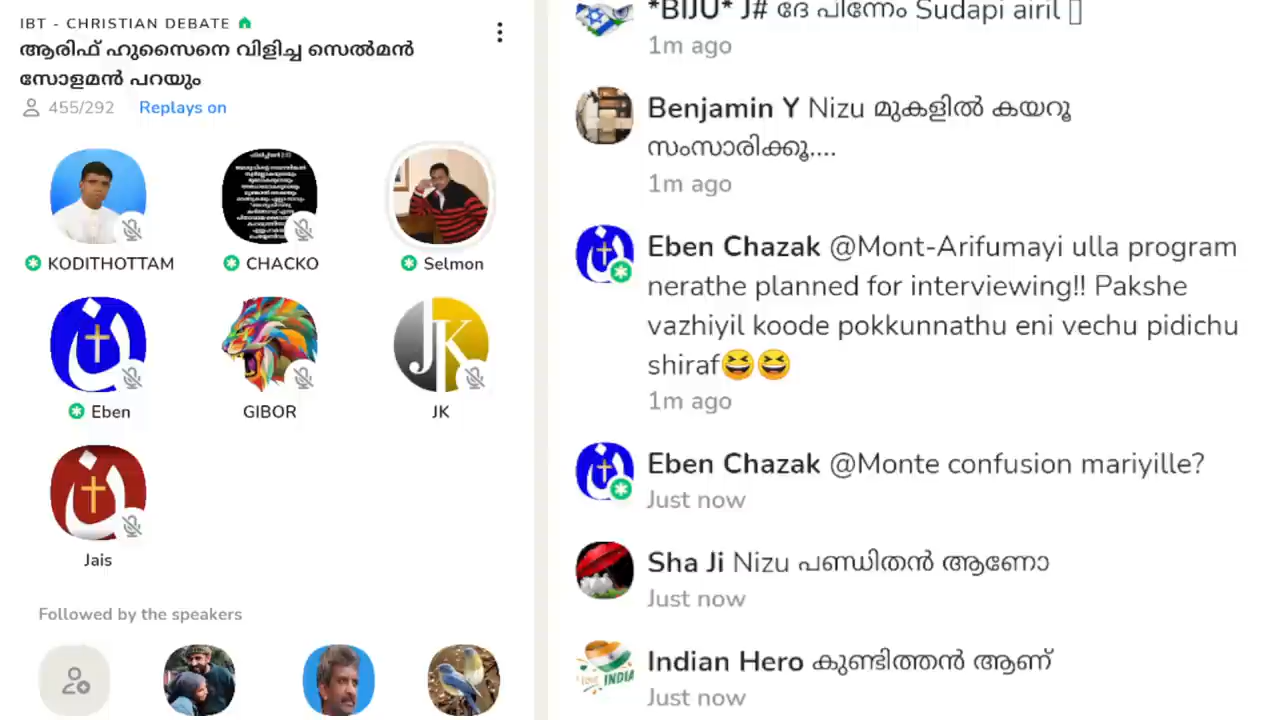 IBT - CHRISTIAN DEBATE
ആരിഫ് ഹുസൈനെ വിളിച്ച സെൽമൻ
സോളമൻ പറയും
455/292 Replays on
KODITHOTTAM
CHACKO
Selmon
Eben
GIBOR
JK
JK
Jais
Followed by the speakers
*BIJU* J# ദേ പിന്നേം Sudapi airil
1m ago
Benjamin Y Nizu മുകളിൽ കയറൂ
സംസാരിക്കൂ....
1m ago
Eben Chazak @Mont-Arifumayi ulla program
nerathe planned for interviewing!! Pakshe
vazhiyil koode pokkunnathu eni vechu pidichu
shiraf😆😆
1m ago
Eben Chazak @Monte confusion mariyille?
Just now
Sha Ji Nizu പണ്ഡിതൻ ആണോ
Just now
Indian Hero കുണ്ടിത്തൻ ആണ്
Just now